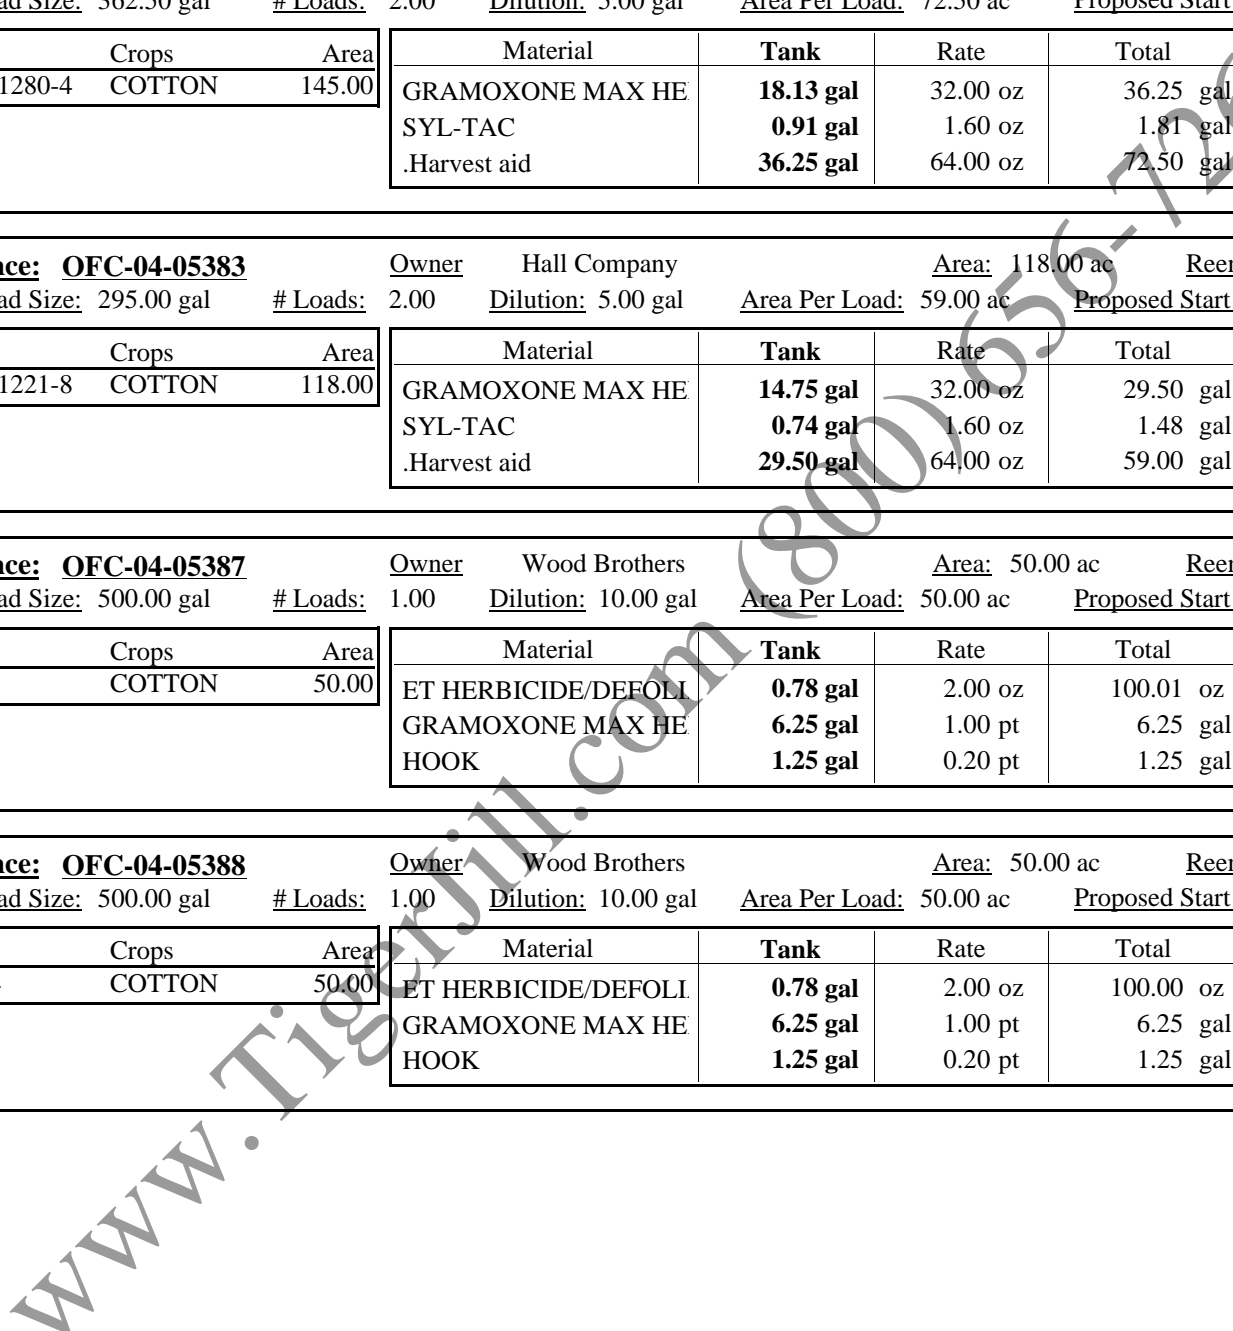 ad Size: 362.50 gal # Loads: 2.00 Dilution: 5.00 gal Area Per Load: 72.50 ac Proposed Start
Crops Area Material Tank Rate Total
1280-4 COTTON 145.00 GRAMOXONE MAX HE 18.13 gal 32.00 oz 36.25 gal
SYL-TAC 0.91 gal 1.60 oz 1.81 gal
.Harvest aid 36.25 gal 64.00 oz 72.50 gal
nce: OFC-04-05383 Owner Hall Company Area: 118.00 ac Reen
ad Size: 295.00 gal # Loads: 2.00 Dilution: 5.00 gal Area Per Load: 59.00 ac Proposed Start
Crops Area Material Tank Rate Total
1221-8 COTTON 118.00 GRAMOXONE MAX HE 14.75 gal 32.00 oz 29.50 gal
SYL-TAC 0.74 gal 1.60 oz 1.48 gal
.Harvest aid 29.50 gal 64.00 oz 59.00 gal
nce: OFC-04-05387 Owner Wood Brothers Area: 50.00 ac Reen
ad Size: 500.00 gal # Loads: 1.00 Dilution: 10.00 gal Area Per Load: 50.00 ac Proposed Start
Crops Area Material Tank Rate Total
COTTON 50.00 ET HERBICIDE/DEFOLI 0.78 gal 2.00 oz 100.01 oz
GRAMOXONE MAX HE 6.25 gal 1.00 pt 6.25 gal
HOOK 1.25 gal 0.20 pt 1.25 gal
nce: OFC-04-05388 Owner Wood Brothers Area: 50.00 ac Reen
ad Size: 500.00 gal # Loads: 1.00 Dilution: 10.00 gal Area Per Load: 50.00 ac Proposed Start
Crops Area Material Tank Rate Total
COTTON 50.00 ET HERBICIDE/DEFOLI 0.78 gal 2.00 oz 100.00 oz
GRAMOXONE MAX HE 6.25 gal 1.00 pt 6.25 gal
HOOK 1.25 gal 0.20 pt 1.25 gal
www.TigerJill.com (800) 656-726